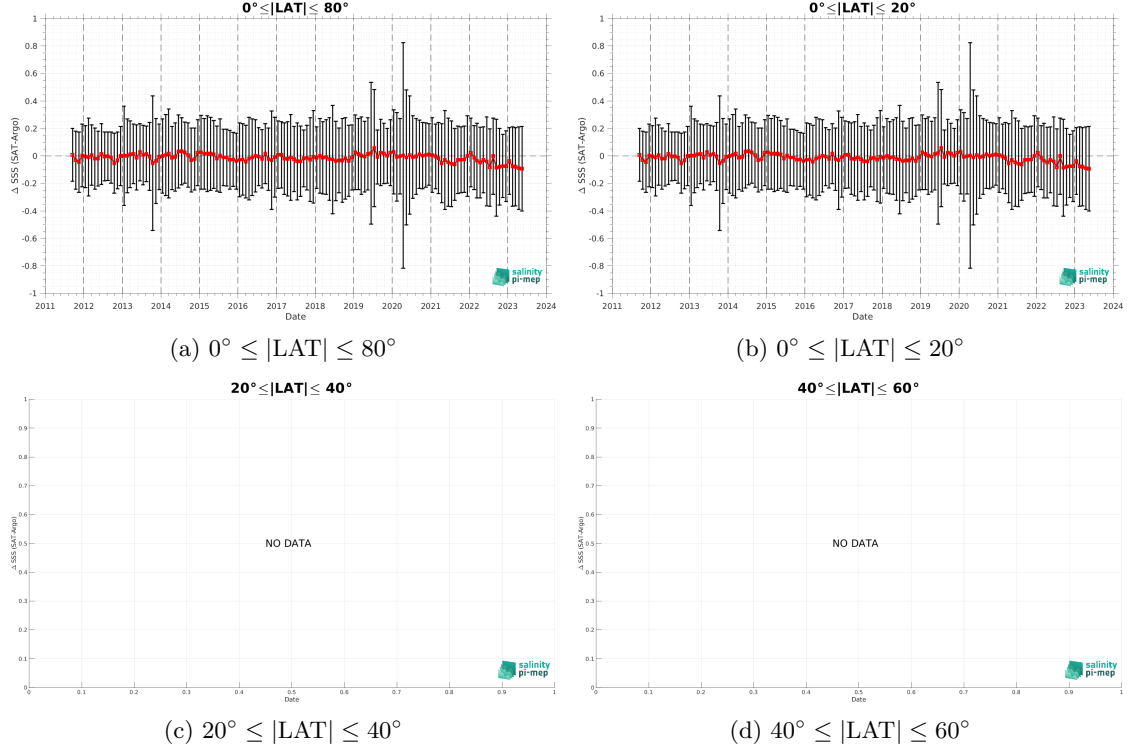 0°≤|LAT|≤ 80°
1
0.8
0.6
0.4
0.2
0
-0.2
-0.4
-0.6
-0.8
-1
Δ SSS (SAT-Argo)
2011 2012 2013 2014 2015 2016 2017 2018 2019 2020 2021 2022 2023 2024
Date
salinity
pi-mep
(a) 0° ≤ |LAT| ≤ 80°
0°≤|LAT|≤ 20°
1
0.8
0.6
0.4
0.2
0
-0.2
-0.4
-0.6
-0.8
-1
Δ SSS (SAT-Argo)
2011 2012 2013 2014 2015 2016 2017 2018 2019 2020 2021 2022 2023 2024
Date
salinity
pi-mep
(b) 0° ≤ |LAT| ≤ 20°
20°≤|LAT|≤ 40°
1
0.9
0.8
0.7
0.6
0.5
0.4
0.3
0.2
0.1
0
Δ SSS (SAT-Argo)
NO DATA
0 0.1 0.2 0.3 0.4 0.5 0.6 0.7 0.8 0.9 1
Date
salinity
pi-mep
(c) 20° ≤ |LAT| ≤ 40°
40°≤|LAT|≤ 60°
1
0.9
0.8
0.7
0.6
0.5
0.4
0.3
0.2
0.1
0
Δ SSS (SAT-Argo)
NO DATA
0 0.1 0.2 0.3 0.4 0.5 0.6 0.7 0.8 0.9 1
Date
salinity
pi-mep
(d) 40° ≤ |LAT| ≤ 60°